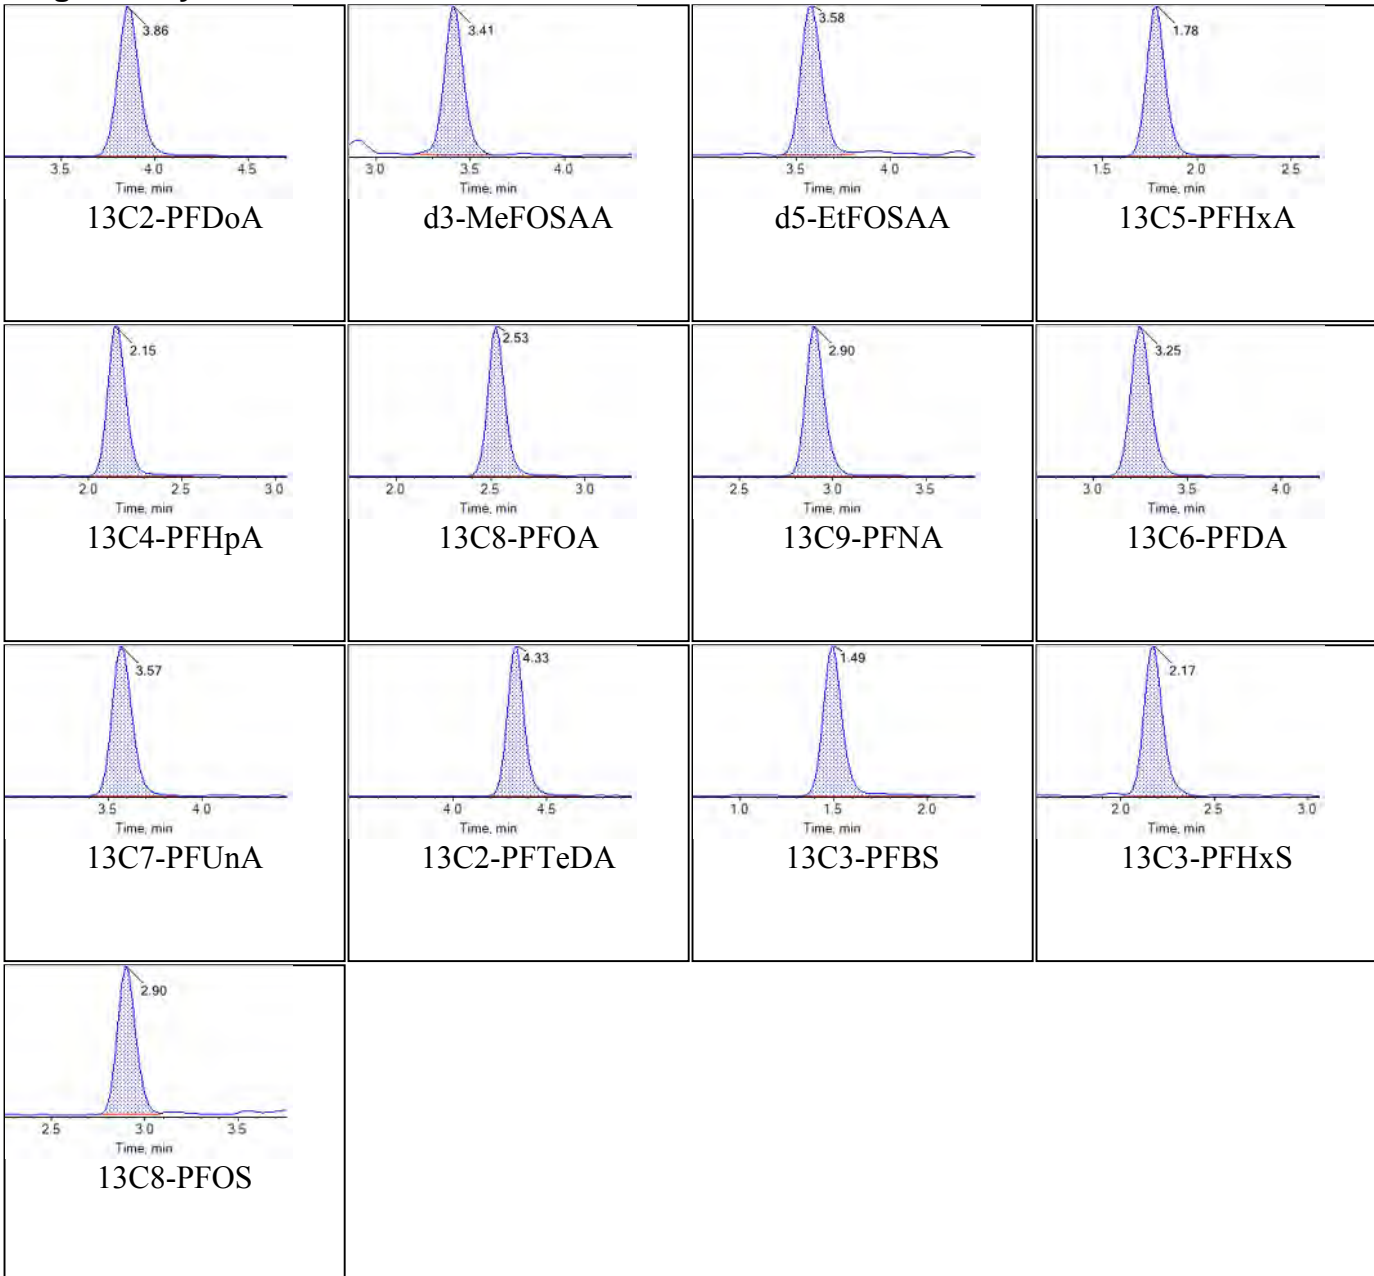 3.86
3.5 4.0 4.5
Time, min
13C2-PFDoA
3.41
3.0 3.5 4.0
Time, min
d3-MeFOSAA
3.58
3.5 4.0
Time, min
d5-EtFOSAA
1.78
1.5 2.0 2.5
Time, min
13C5-PFHxA
2.15
2.0 2.5 3.0
Time, min
13C4-PFHpA
2.53
2.0 2.5 3.0
Time, min
13C8-PFOA
2.90
2.5 3.0 3.5
Time, min
13C9-PFNA
3.25
3.0 3.5 4.0
Time, min
13C6-PFDA
3.57
3.5 4.0
Time, min
13C7-PFUnA
4.33
4.0 4.5
Time, min
13C2-PFTeDA
1.49
1.0 1.5 2.0
Time, min
13C3-PFBS
2.17
2.0 2.5 3.0
Time, min
13C3-PFHxS
2.90
2.5 3.0 3.5
Time, min
13C8-PFOS